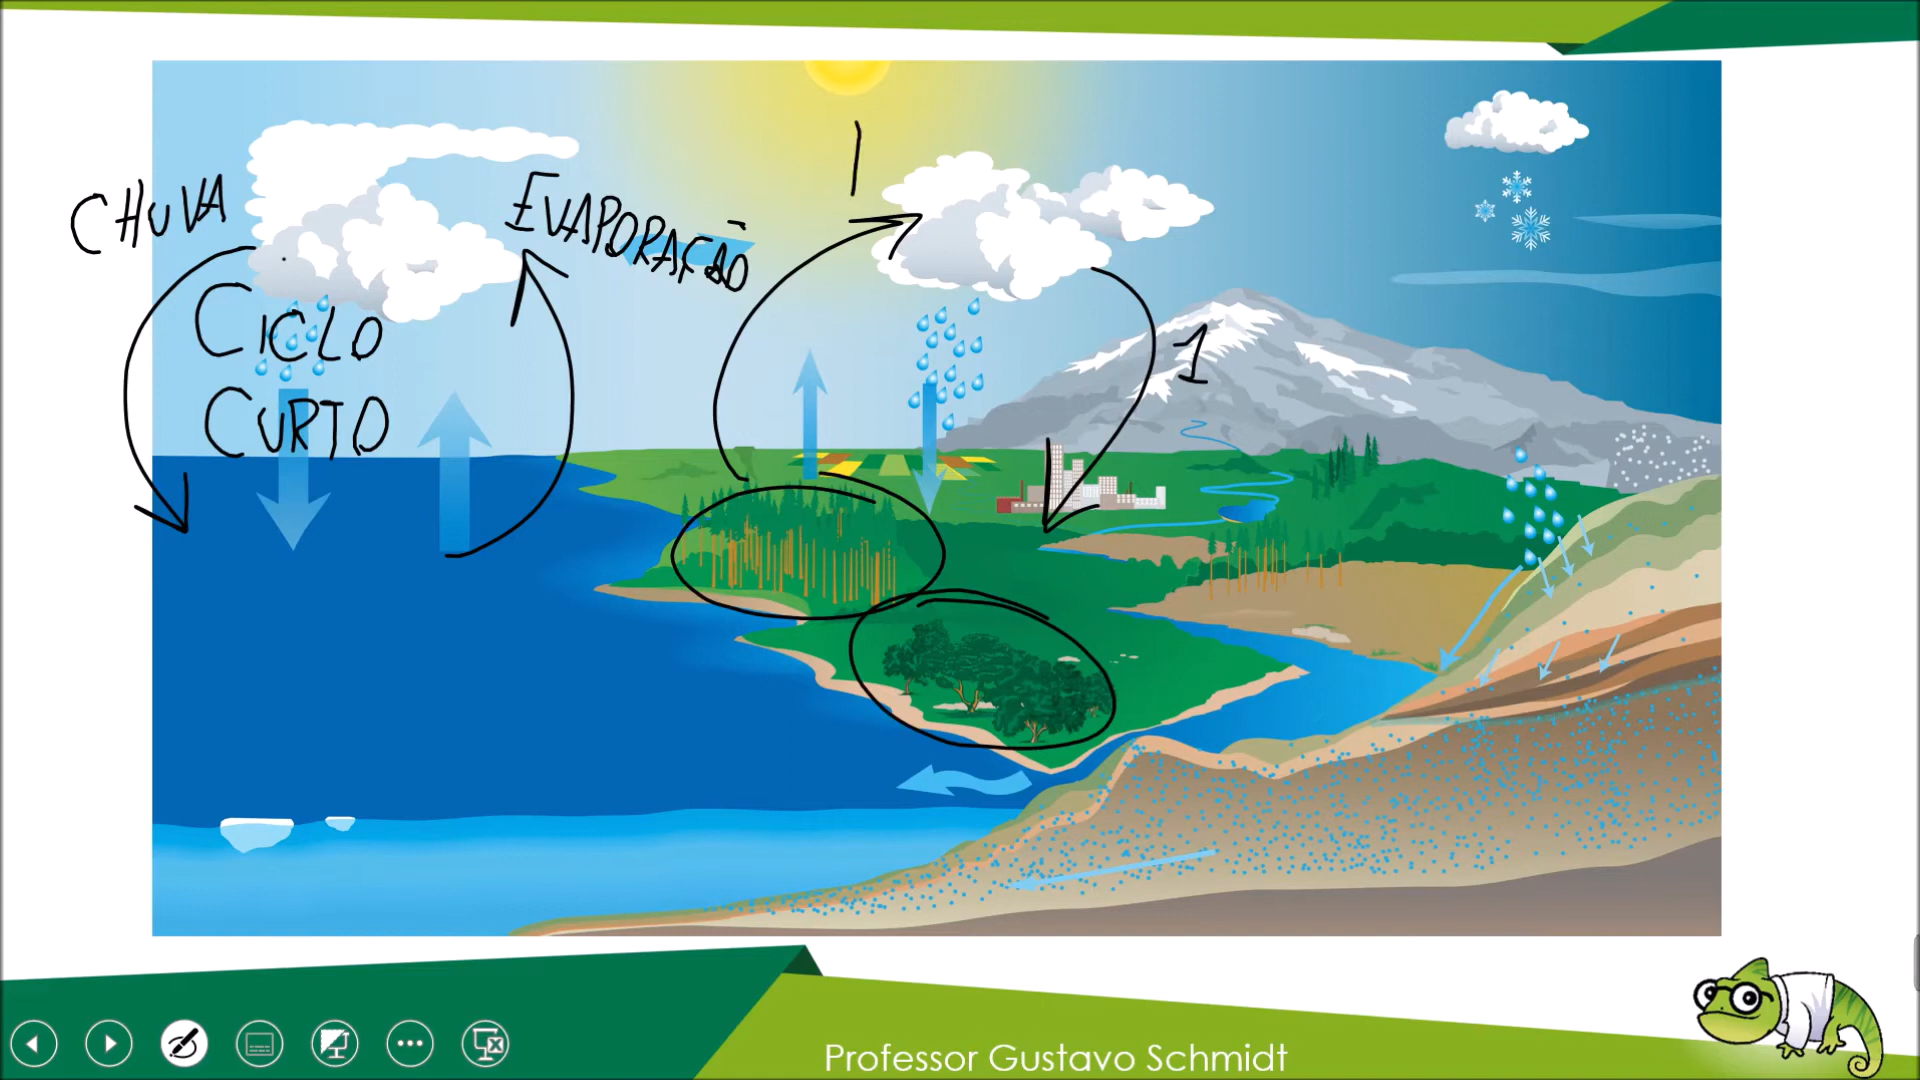 CHUVA
EVAPORAÇÃO
1
CICLO
CURTO
1
Professor Gustavo Schmidt